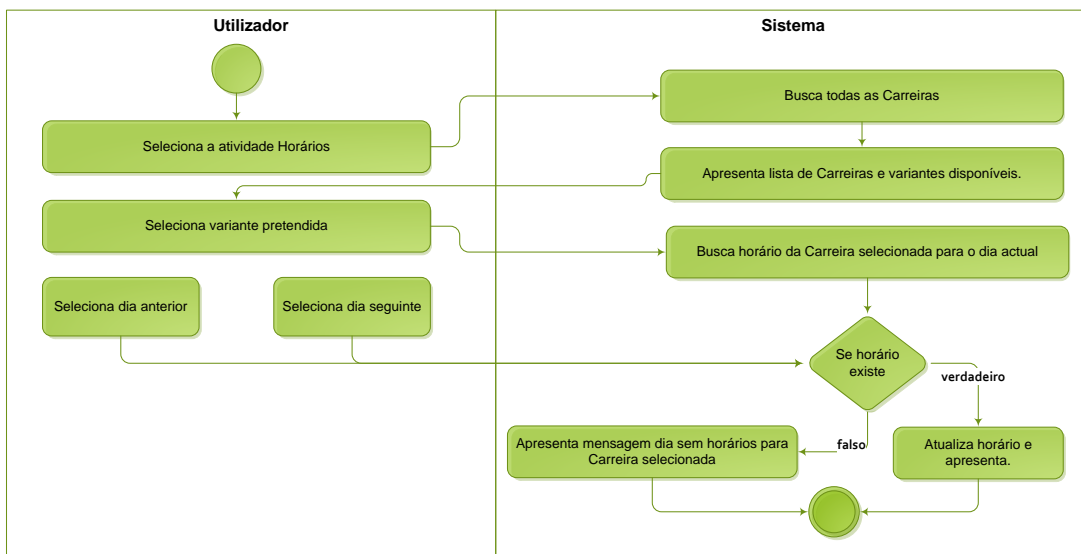 Utilizador
Sistema
Busca todas as Carreiras
Seleciona a atividade Horários
Apresenta lista de Carreiras e variantes disponíveis.
Seleciona variante pretendida
Busca horário da Carreira selecionada para o dia actual
Seleciona dia anterior
Seleciona dia seguinte
Se horário
existe
verdadeiro
falso
Apresenta mensagem dia sem horários para
Carreira selecionada
Atualiza horário e
apresenta.